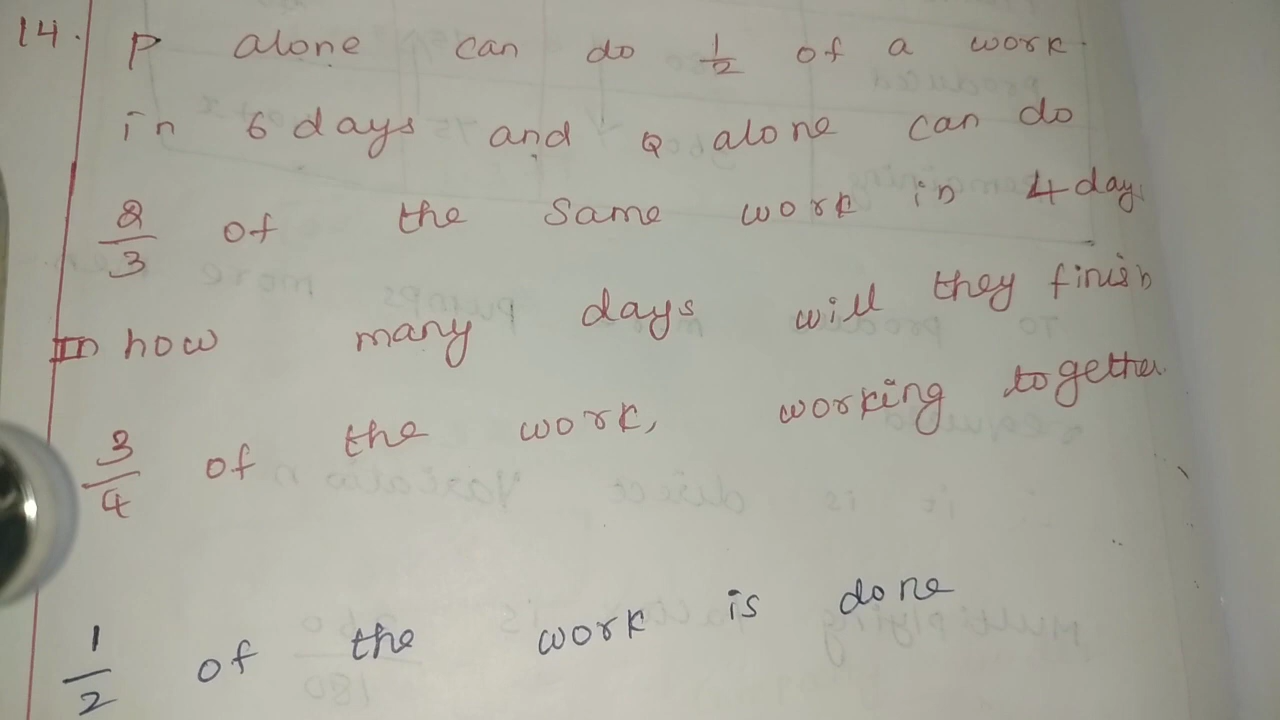 14. P alone can do 1/2 of a work
in 6 days and Q alone can do
2/3 of the same work in 4 days
In how many days will they finish
3/4 of the work, working together.
1/2 of the work is done